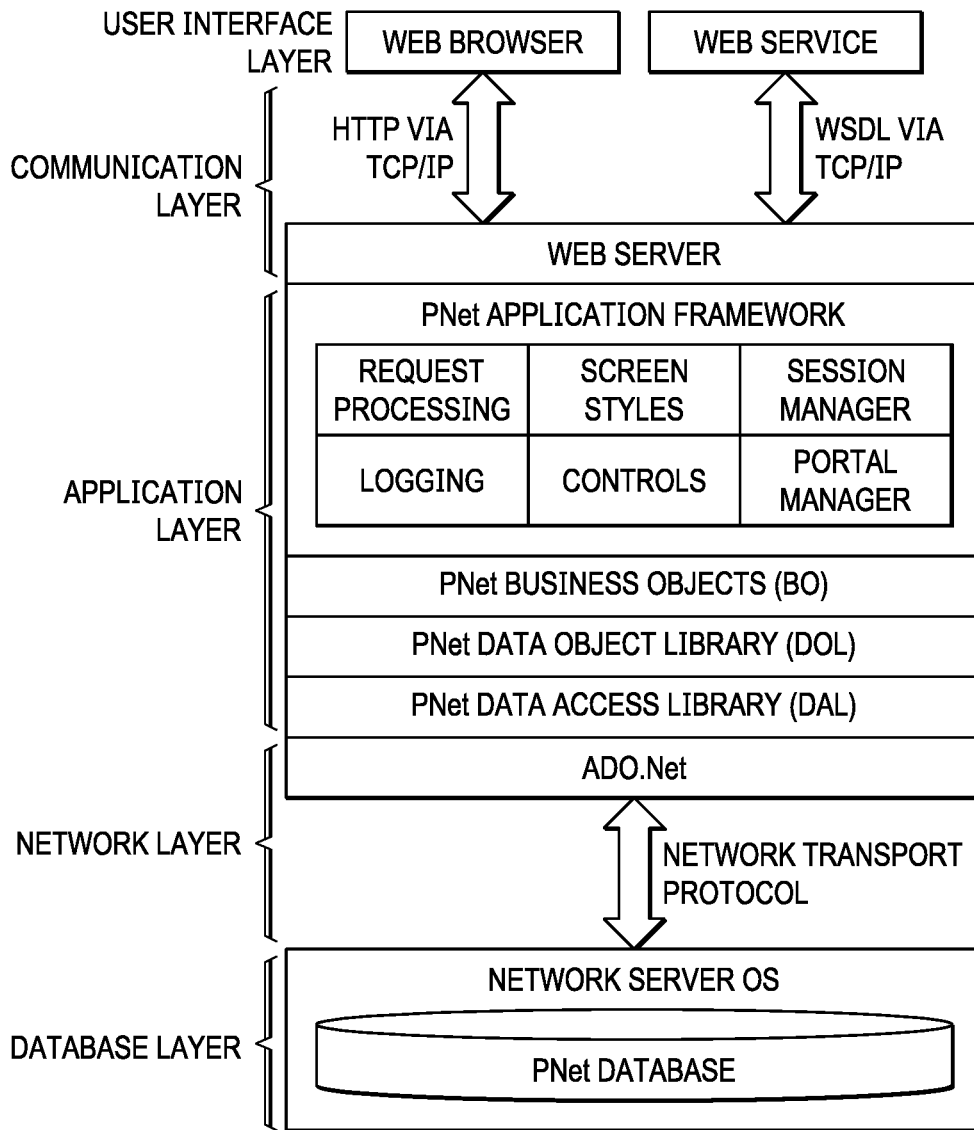 USER INTERFACE
LAYER
WEB BROWSER
WEB SERVICE
HTTP VIA
TCP/IP
WSDL VIA
TCP/IP
COMMUNICATION
LAYER
WEB SERVER
PNet APPLICATION FRAMEWORK
REQUEST
PROCESSING
SCREEN
STYLES
SESSION
MANAGER
LOGGING
CONTROLS
PORTAL
MANAGER
APPLICATION
LAYER
PNet BUSINESS OBJECTS (BO)
PNet DATA OBJECT LIBRARY (DOL)
PNet DATA ACCESS LIBRARY (DAL)
ADO.Net
NETWORK LAYER
NETWORK TRANSPORT
PROTOCOL
NETWORK SERVER OS
DATABASE LAYER
PNet DATABASE